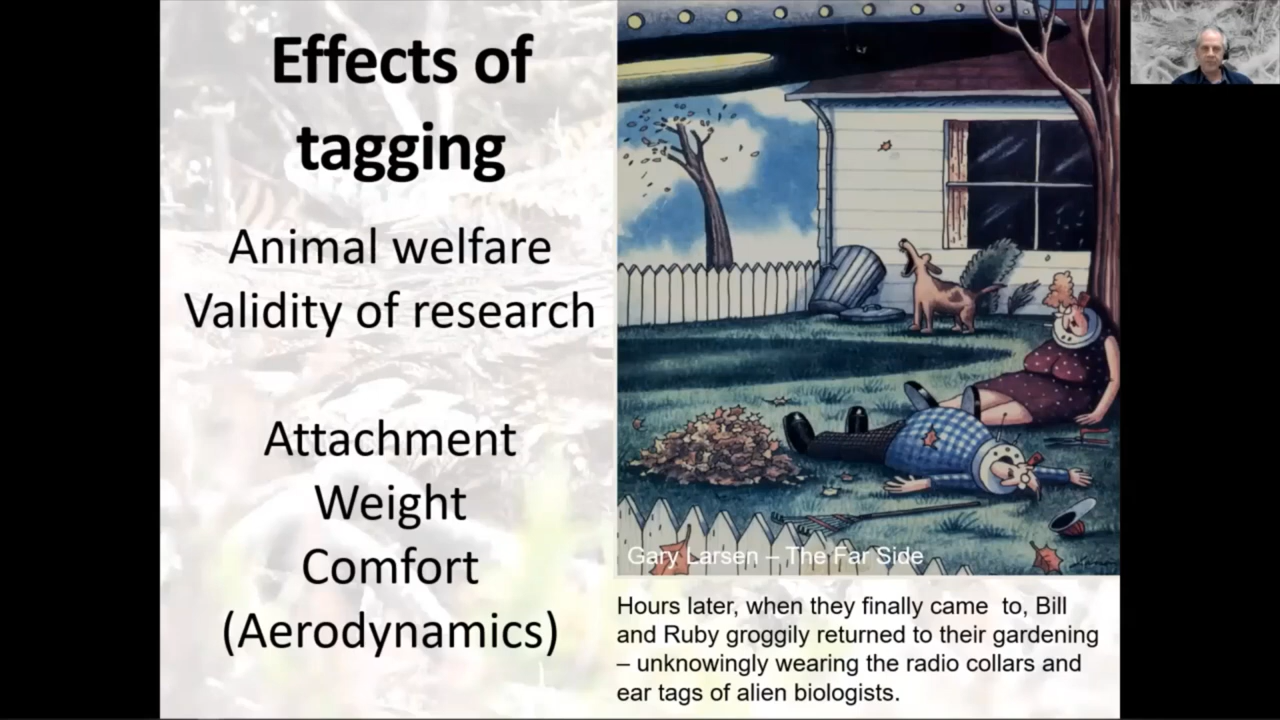 Effects of
tagging
Animal welfare
Validity of research
Attachment
Weight
Comfort
(Aerodynamics)
Gary Larsen – The Far Side
Hours later, when they finally came  to, Bill
and Ruby groggily returned to their gardening
– unknowingly wearing the radio collars and
ear tags of alien biologists.